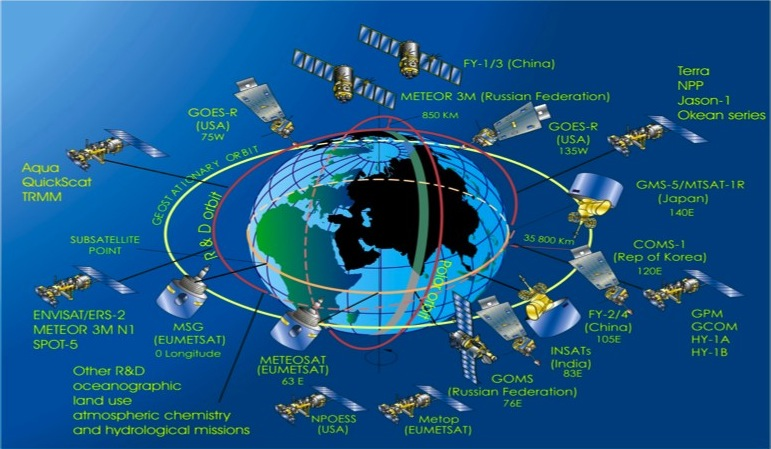 FY-1/3 (China)
METEOR 3M (Russian Federation)
850 KM
GOES-R
(USA)
75W
GOES-R
(USA)
135W
Terra
NPP
Jason-1
Okean series
Aqua
QuickScat
TRMM
GEOSTATIONARY ORBIT
R & D orbit
GMS-5/MTSAT-1R
(Japan)
140E
SUBSATELLITE
POINT
35 800 Km
COMS-1
(Rep of Korea)
120E
Polar orbit
ENVISAT/ERS-2
METEOR 3M N1
SPOT-5
MSG
(EUMETSAT)
0 Longitude
METEOSAT
(EUMETSAT)
63 E
FY-2/4
(China)
105E
GPM
GCOM
HY-1A
HY-1B
INSATs
(India)
83E
GOMS
(Russian Federation)
76E
Other R&D
oceanographic
land use
atmospheric chemistry
and hydrological missions
NPOESS
(USA)
Metop
(EUMETSAT)